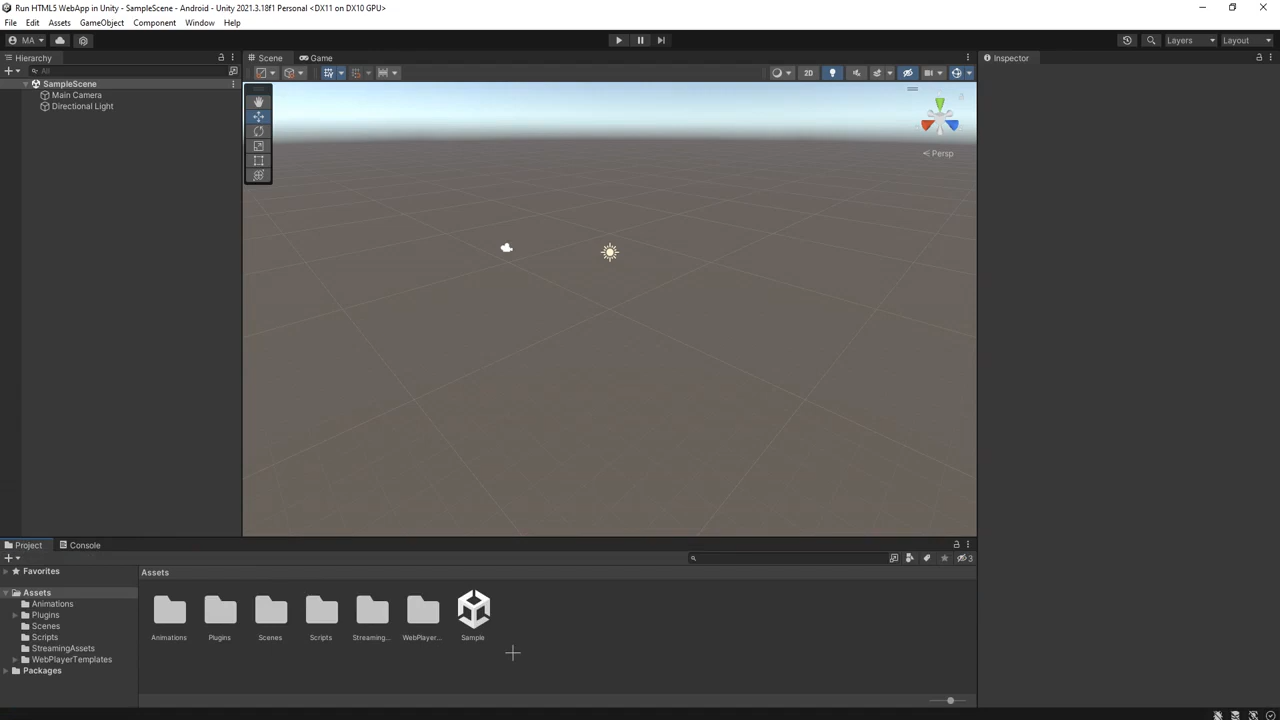 Run HTML5 WebApp in Unity - SampleScene - Android - Unity 2021.3.18f1 Personal <DX11 on DX10 GPU>
File Edit Assets GameObject Component Window Help
MA Layers Layout
Hierarchy Scene Game Inspector
All
SampleScene 2D
Main Camera
Directional Light
Persp
Project Console
3
Favorites Assets
Assets
Animations
Plugins
Scenes
Scripts
StreamingAssets
WebPlayerTemplates
Packages
Animations Plugins Scenes Scripts Streaming... WebPlayer... Sample